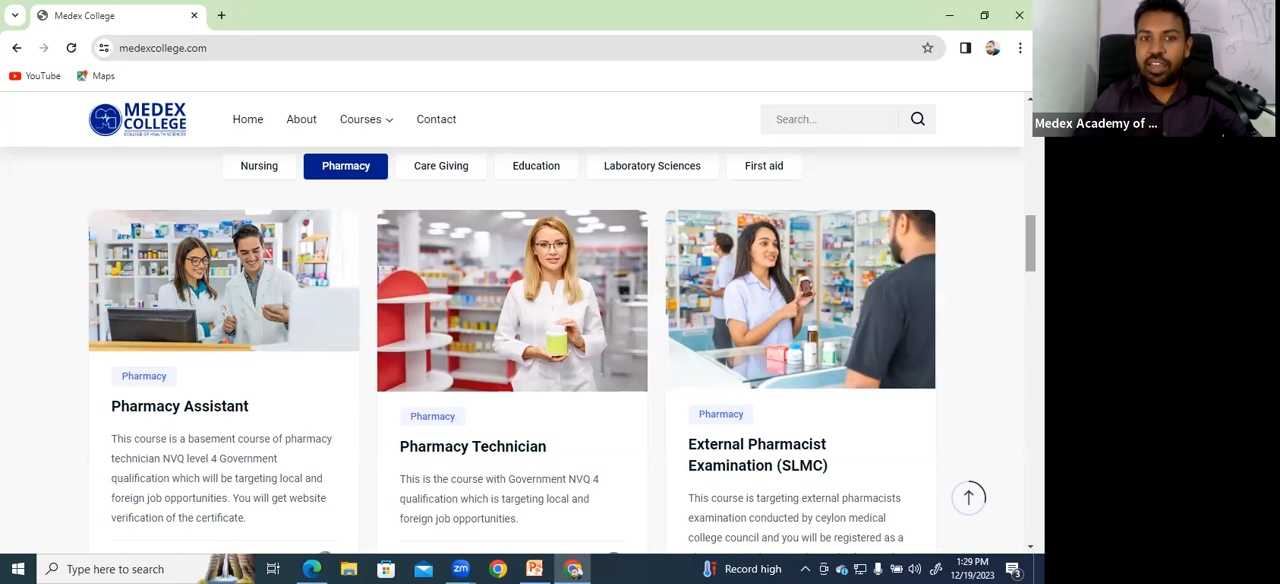 Medex College
medexcollege.com
YouTube
Maps
MEDEX
COLLEGE
COLLEGE OF HEALTH SCIENCES
Home
About
Courses
Contact
Search...
Medex Academy of ...
Nursing
Pharmacy
Care Giving
Education
Laboratory Sciences
First aid
Pharmacy
Pharmacy Assistant
This course is a basement course of pharmacy
technician NVQ level 4 Government
qualification which will be targeting local and
foreign job opportunities. You will get website
verification of the certificate.
Pharmacy
Pharmacy Technician
This is the course with Government NVQ 4
qualification which is targeting local and
foreign job opportunities.
Pharmacy
External Pharmacist
Examination (SLMC)
This course is targeting external pharmacists
examination conducted by ceylon medical
college council and you will be registered as a
Type here to search
zm
Record high
1:29 PM
12/19/2023
3